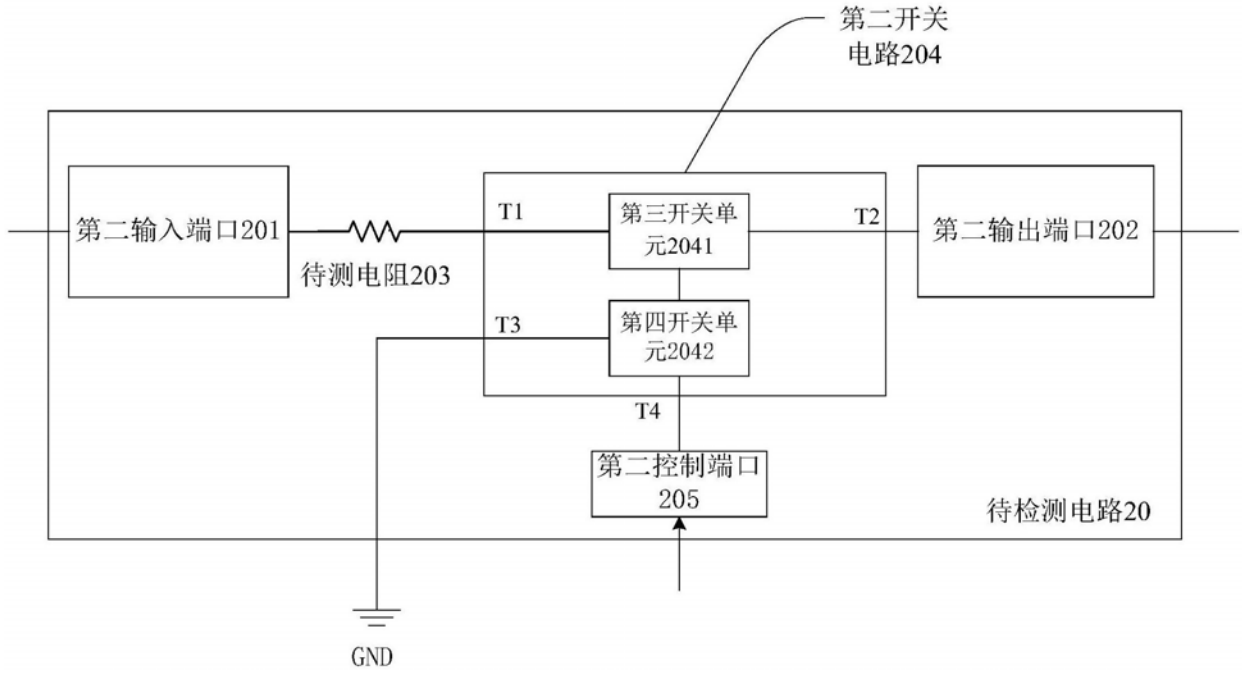 第二开关
电路204
第二输入端口201
待测电阻203
T1
第三开关单
元2041
T2
第二输出端口202
T3
第四开关单
元2042
T4
第二控制端口
205
待检测电路20
GND